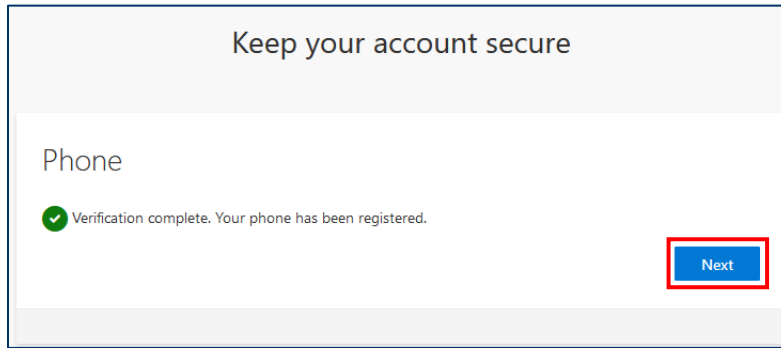 Keep your account secure
Phone
Verification complete. Your phone has been registered.
Next